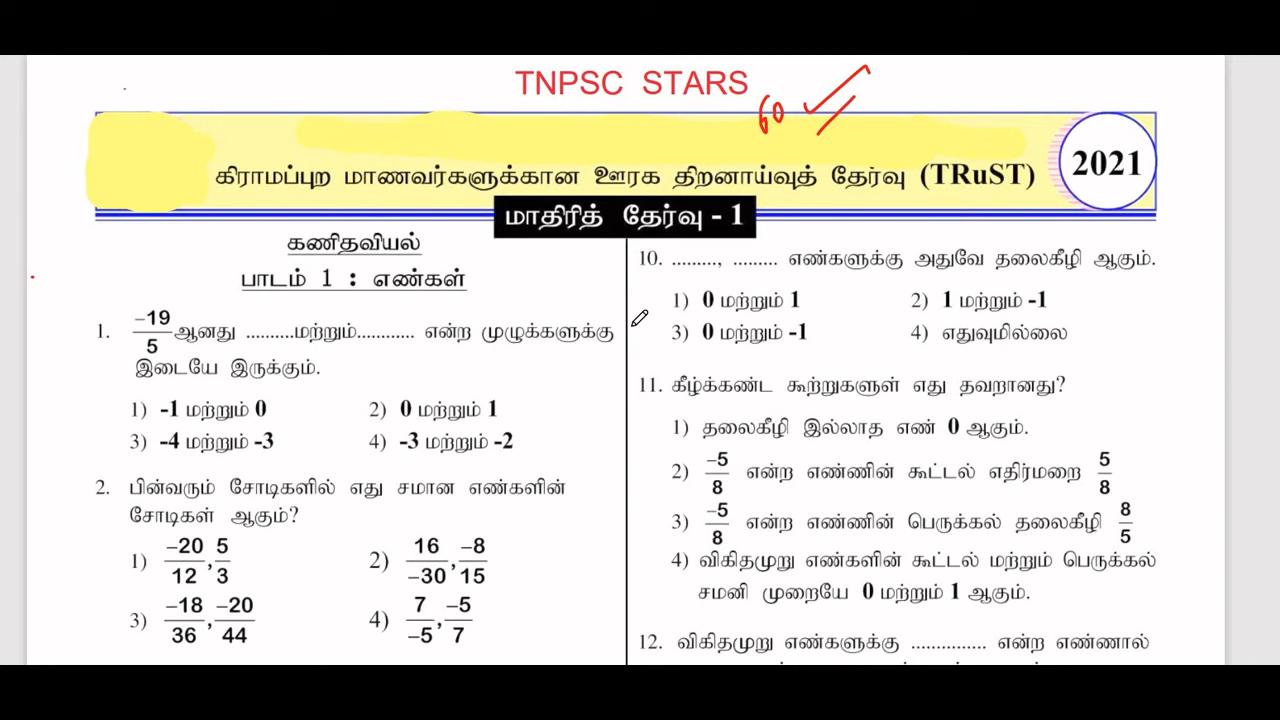 TNPSC STARS
60
கிராமப்புற மாணவர்களுக்கான ஊரக திறனாய்வுத் தேர்வு (TRuST)
2021
மாதிரித் தேர்வு - 1
கணிதவியல்
பாடம் 1 : எண்கள்
1. -19/5 ஆனது ..........மற்றும்............ என்ற முழுக்களுக்கு
இடையே இருக்கும்.
1) -1 மற்றும் 0 2) 0 மற்றும் 1
3) -4 மற்றும் -3 4) -3 மற்றும் -2
2. பின்வரும் சோடிகளில் எது சமான எண்களின்
சோடிகள் ஆகும்?
1) -20/12, 5/3 2) 16/-30, -8/15
3) -18/36, -20/44 4) 7/-5, -5/7
10. ........., ......... எண்களுக்கு அதுவே தலைகீழி ஆகும்.
1) 0 மற்றும் 1 2) 1 மற்றும் -1
3) 0 மற்றும் -1 4) எதுவுமில்லை
11. கீழ்க்கண்ட கூற்றுகளுள் எது தவறானது?
1) தலைகீழி இல்லாத எண் 0 ஆகும்.
2) -5/8 என்ற எண்ணின் கூட்டல் எதிர்மறை 5/8
3) -5/8 என்ற எண்ணின் பெருக்கல் தலைகீழி 8/5
4) விகிதமுறு எண்களின் கூட்டல் மற்றும் பெருக்கல்
சமனி முறையே 0 மற்றும் 1 ஆகும்.
12. விகிதமுறு எண்களுக்கு .............. என்ற எண்ணால்